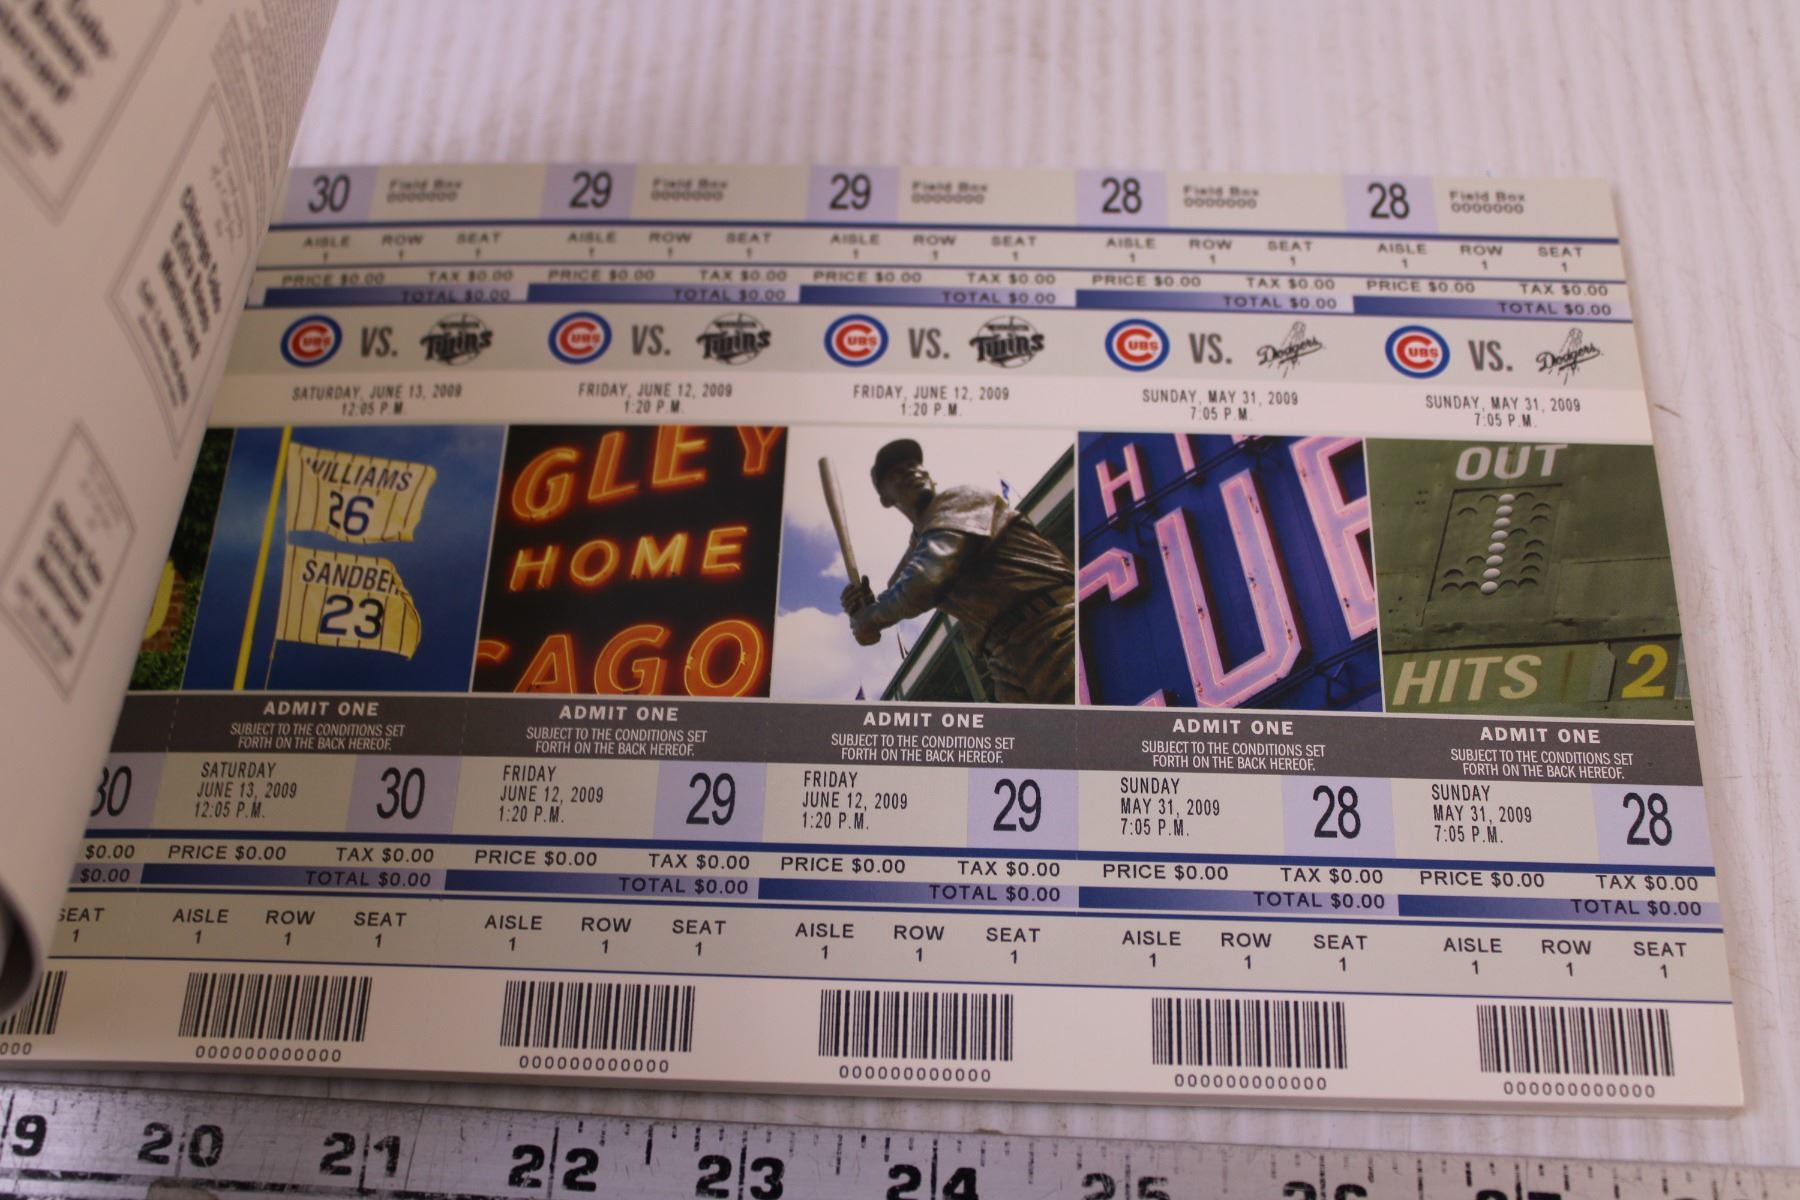 30 Field Box 29 Field Box 29 Field Box 28 Field Box 28 Field Box
0000000 0000000 0000000 0000000 0000000
AISLE ROW SEAT AISLE ROW SEAT AISLE ROW SEAT AISLE ROW SEAT AISLE ROW SEAT
1 1 1 1 1 1 1 1 1 1 1 1 1 1 1
PRICE $0.00 TAX $0.00 PRICE $0.00 TAX $0.00 PRICE $0.00 TAX $0.00 PRICE $0.00 TAX $0.00 PRICE $0.00 TAX $0.00
TOTAL $0.00 TOTAL $0.00 TOTAL $0.00 TOTAL $0.00 TOTAL $0.00
CUBS VS. Twins CUBS VS. Twins CUBS VS. Twins CUBS VS. Dodgers CUBS VS. Dodgers
SATURDAY, JUNE 13, 2009 FRIDAY, JUNE 12, 2009 FRIDAY, JUNE 12, 2009 SUNDAY, MAY 31, 2009 SUNDAY, MAY 31, 2009
12:05 P.M. 1:20 P.M. 1:20 P.M. 7:05 P.M. 7:05 P.M.
WILLIAMS
26
SANDBER
23
GLEY
HOME
CAGO
HI
CUB
OUT
HITS 2
ADMIT ONE ADMIT ONE ADMIT ONE ADMIT ONE ADMIT ONE
SUBJECT TO THE CONDITIONS SET SUBJECT TO THE CONDITIONS SET SUBJECT TO THE CONDITIONS SET SUBJECT TO THE CONDITIONS SET SUBJECT TO THE CONDITIONS SET
FORTH ON THE BACK HEREOF. FORTH ON THE BACK HEREOF. FORTH ON THE BACK HEREOF. FORTH ON THE BACK HEREOF. FORTH ON THE BACK HEREOF.
30 SATURDAY 30 FRIDAY 29 FRIDAY 29 SUNDAY 28 SUNDAY 28
JUNE 13, 2009 JUNE 12, 2009 JUNE 12, 2009 MAY 31, 2009 MAY 31, 2009
12:05 P.M. 1:20 P.M. 1:20 P.M. 7:05 P.M. 7:05 P.M.
$0.00 PRICE $0.00 TAX $0.00 PRICE $0.00 TAX $0.00 PRICE $0.00 TAX $0.00 PRICE $0.00 TAX $0.00 PRICE $0.00 TAX $0.00
$0.00 TOTAL $0.00 TOTAL $0.00 TOTAL $0.00 TOTAL $0.00 TOTAL $0.00
SEAT AISLE ROW SEAT AISLE ROW SEAT AISLE ROW SEAT AISLE ROW SEAT AISLE ROW SEAT
1 1 1 1 1 1 1 1 1 1 1 1 1 1 1 1
000 000000000000 000000000000 000000000000 000000000000 000000000000
9 20 21 22 23 24 25